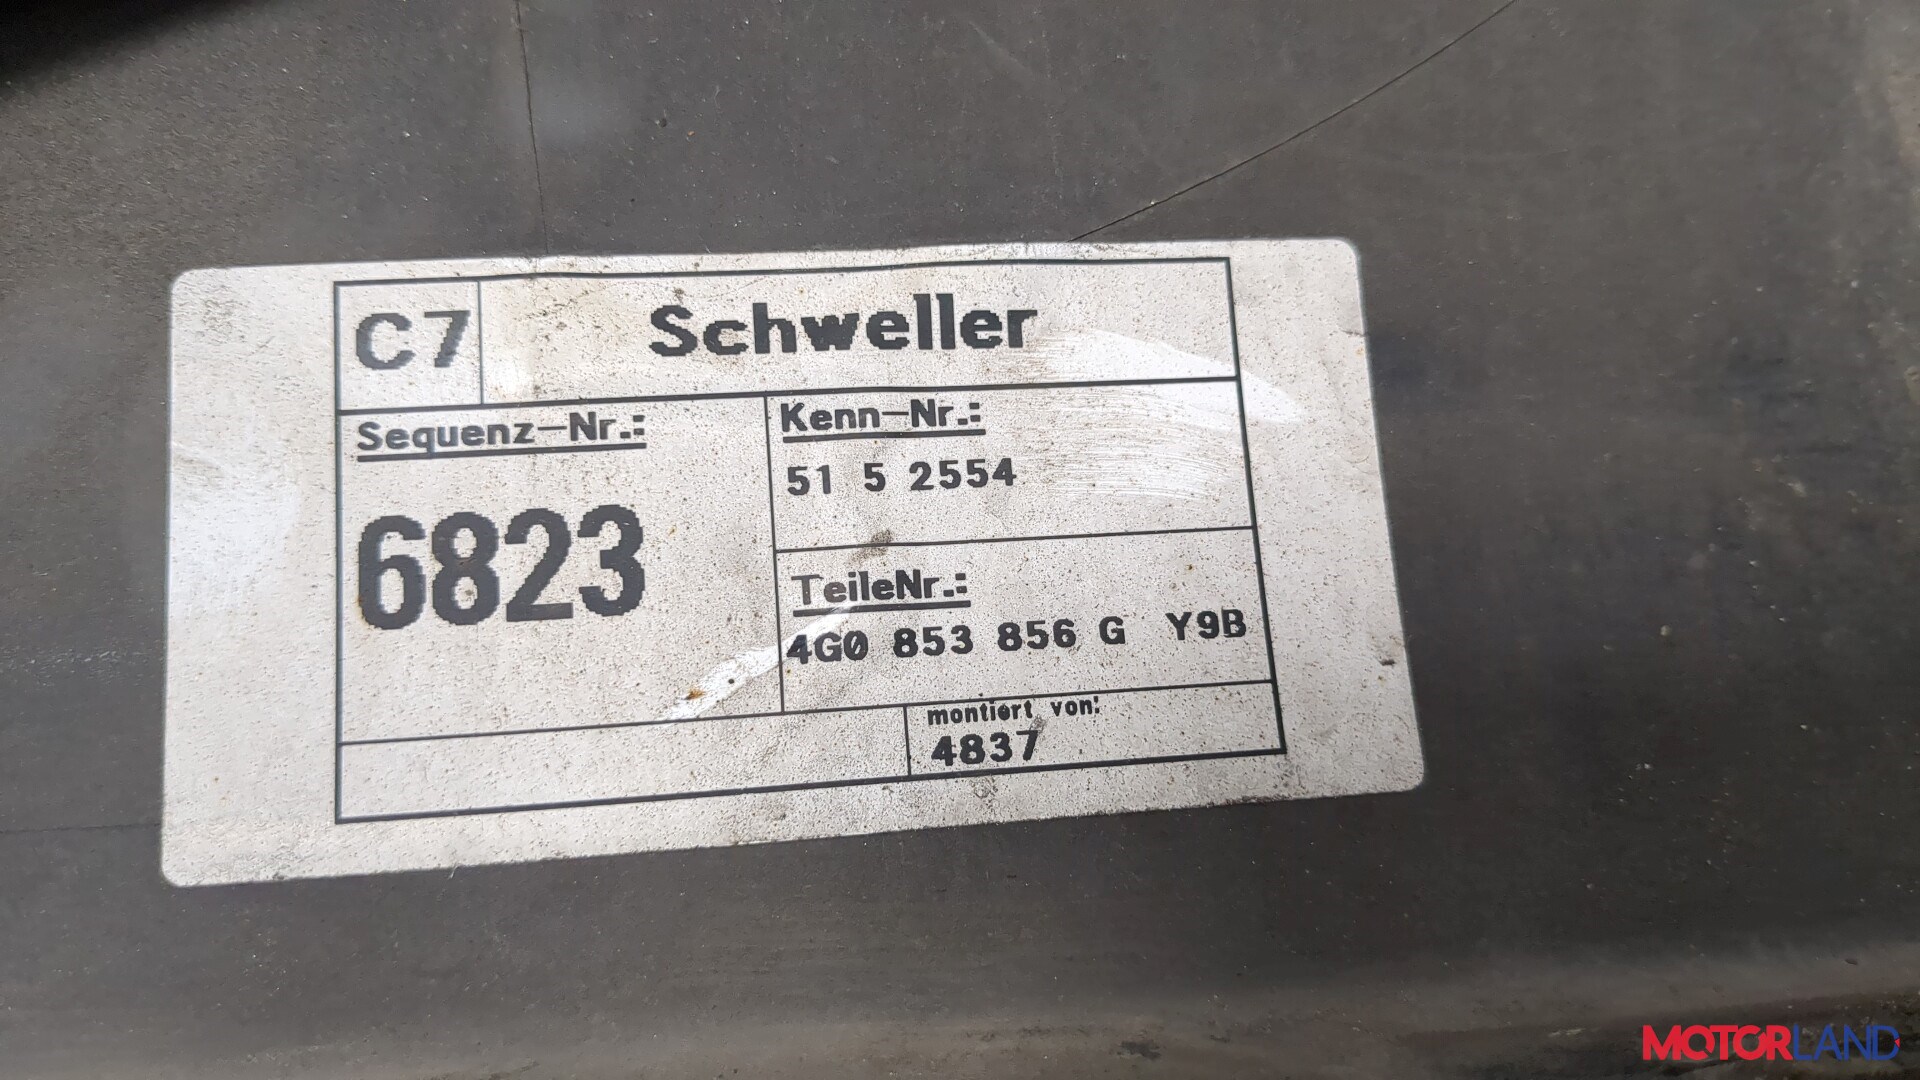 C7 Schweller
Sequenz-Nr.:
6823
Kenn-Nr.:
51 5 2554
TeileNr.:
4G0 853 856 G Y9B
montiert von:
4837
MOTORLAND